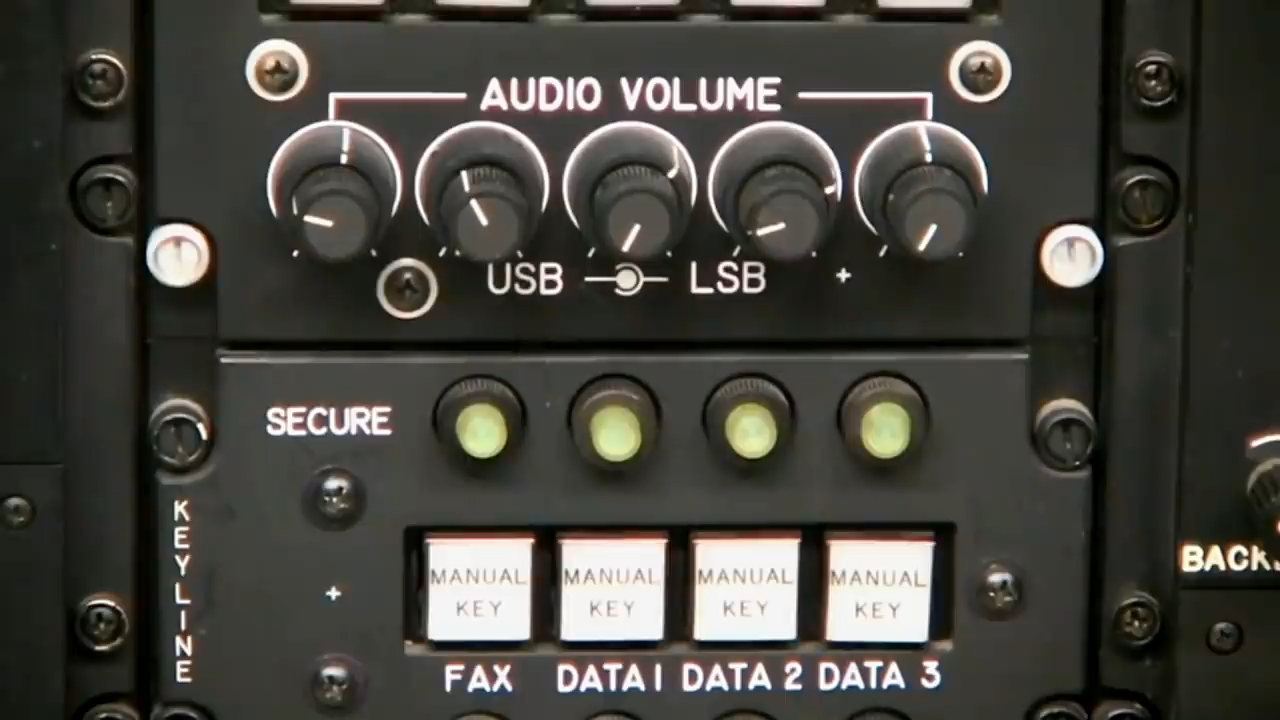 AUDIO VOLUME
USB LSB
+
SECURE
KEYLINE
+
MANUAL KEY
MANUAL KEY
MANUAL KEY
MANUAL KEY
FAX DATA 1 DATA 2 DATA 3
BACK